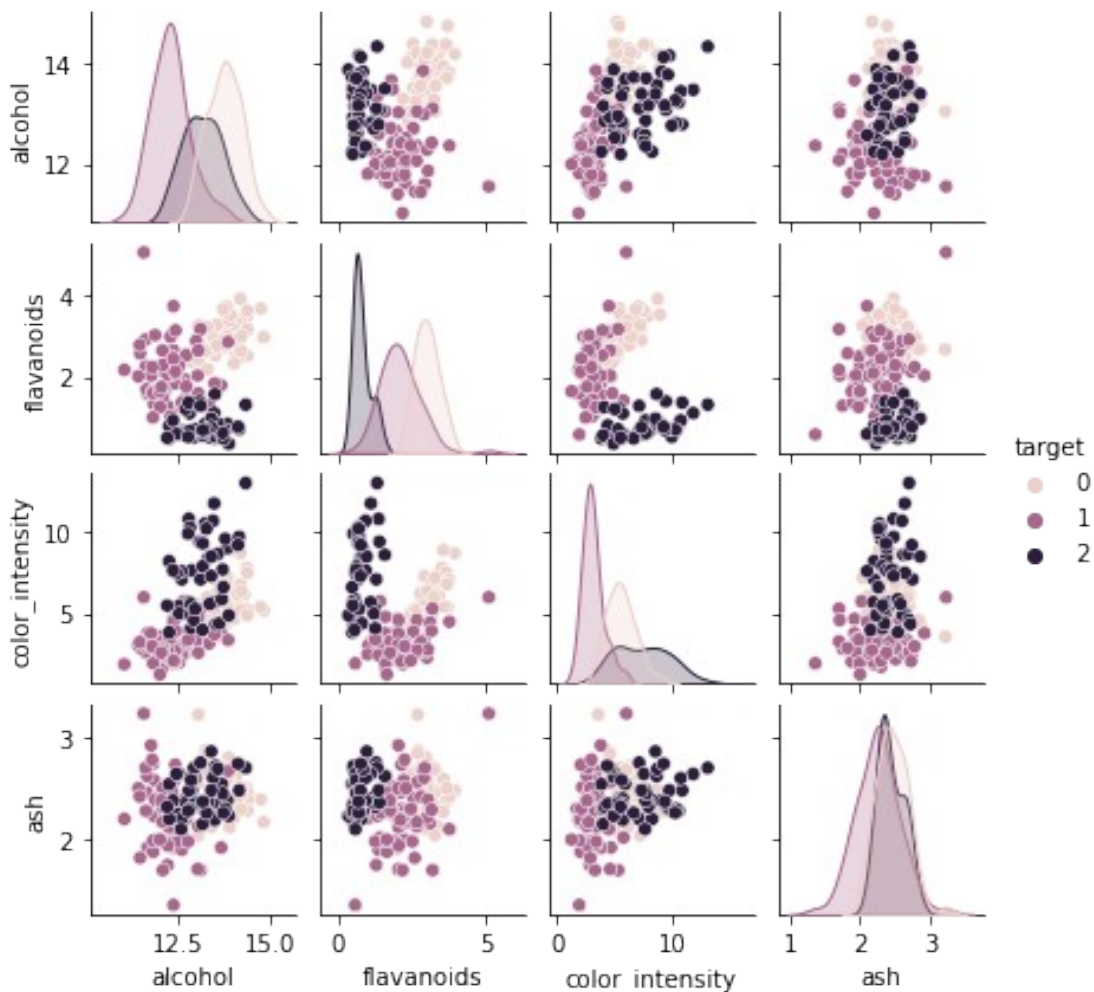 alcohol
14
12
flavanoids
4
2
color_intensity
10
5
ash
3
2
target
0
1
2
12.5 15.0 0 5 0 10 1 2 3
alcohol flavanoids color_intensity ash